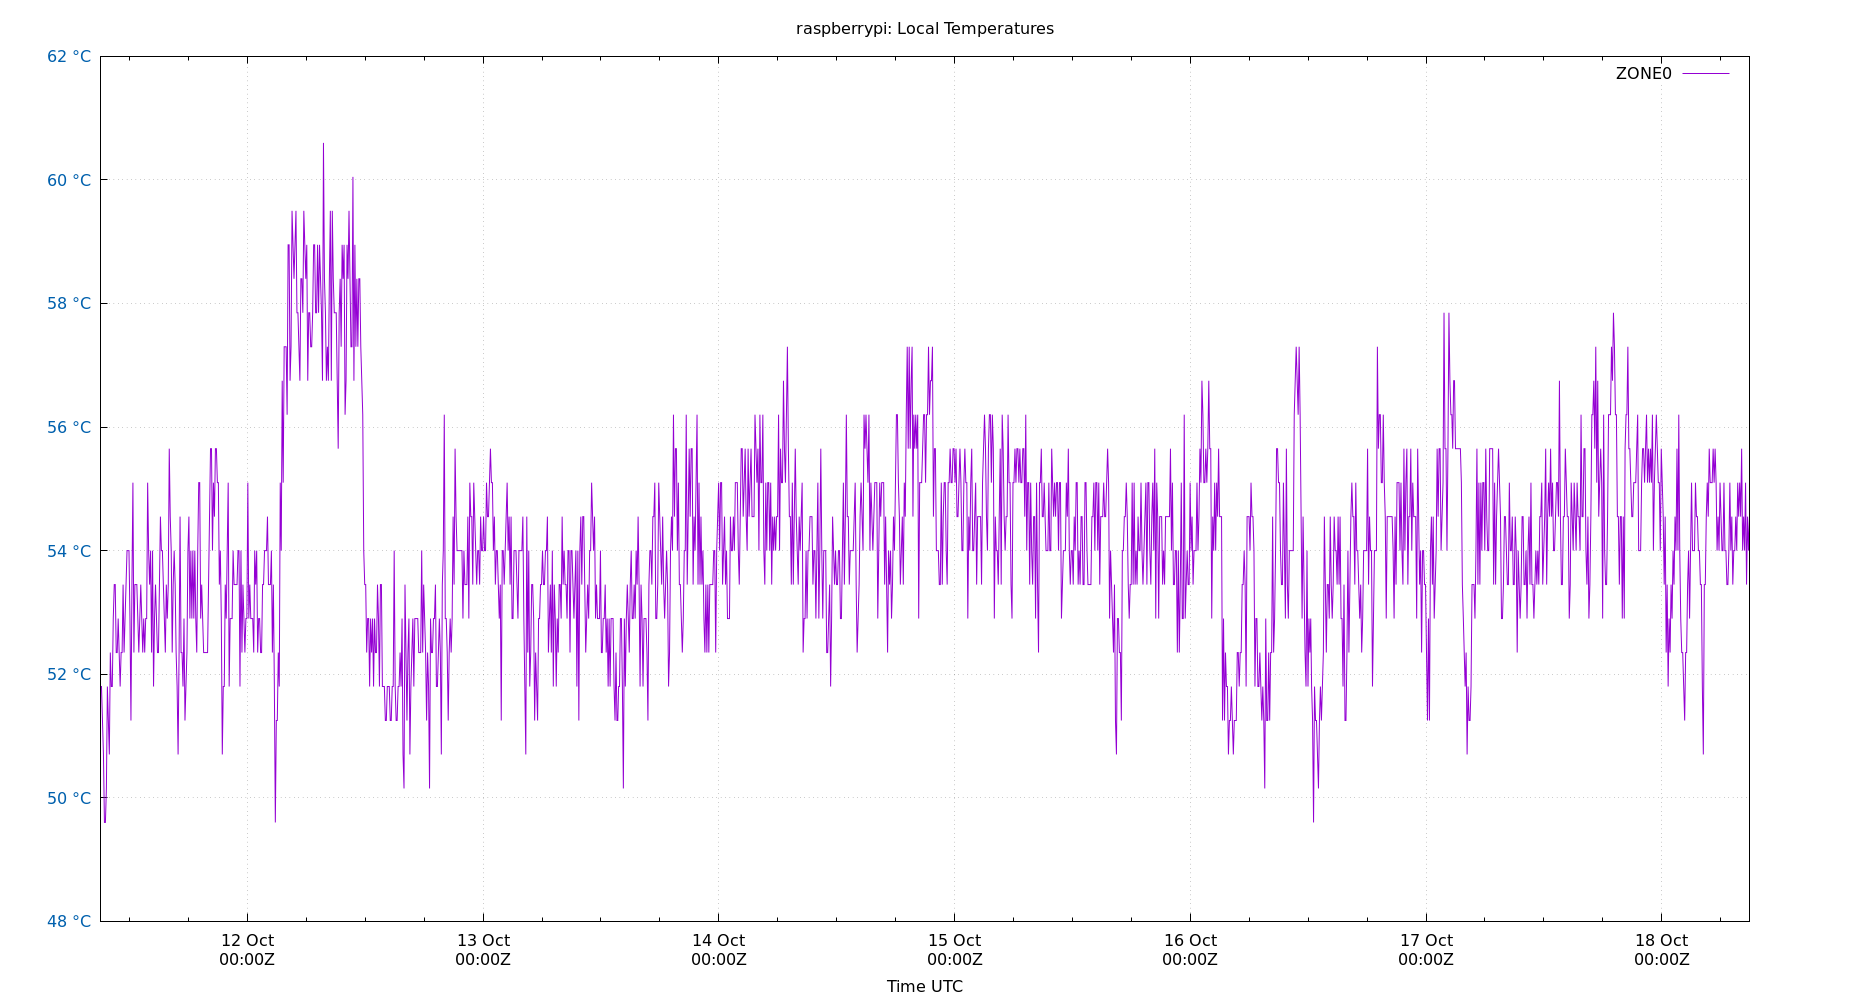 raspberrypi: Local Temperatures
62 °C
ZONE0
60 °C
58 °C
56 °C
54 °C
52 °C
50 °C
48 °C
12 Oct 13 Oct 14 Oct 15 Oct 16 Oct 17 Oct 18 Oct
00:00Z 00:00Z 00:00Z 00:00Z 00:00Z 00:00Z 00:00Z
Time UTC